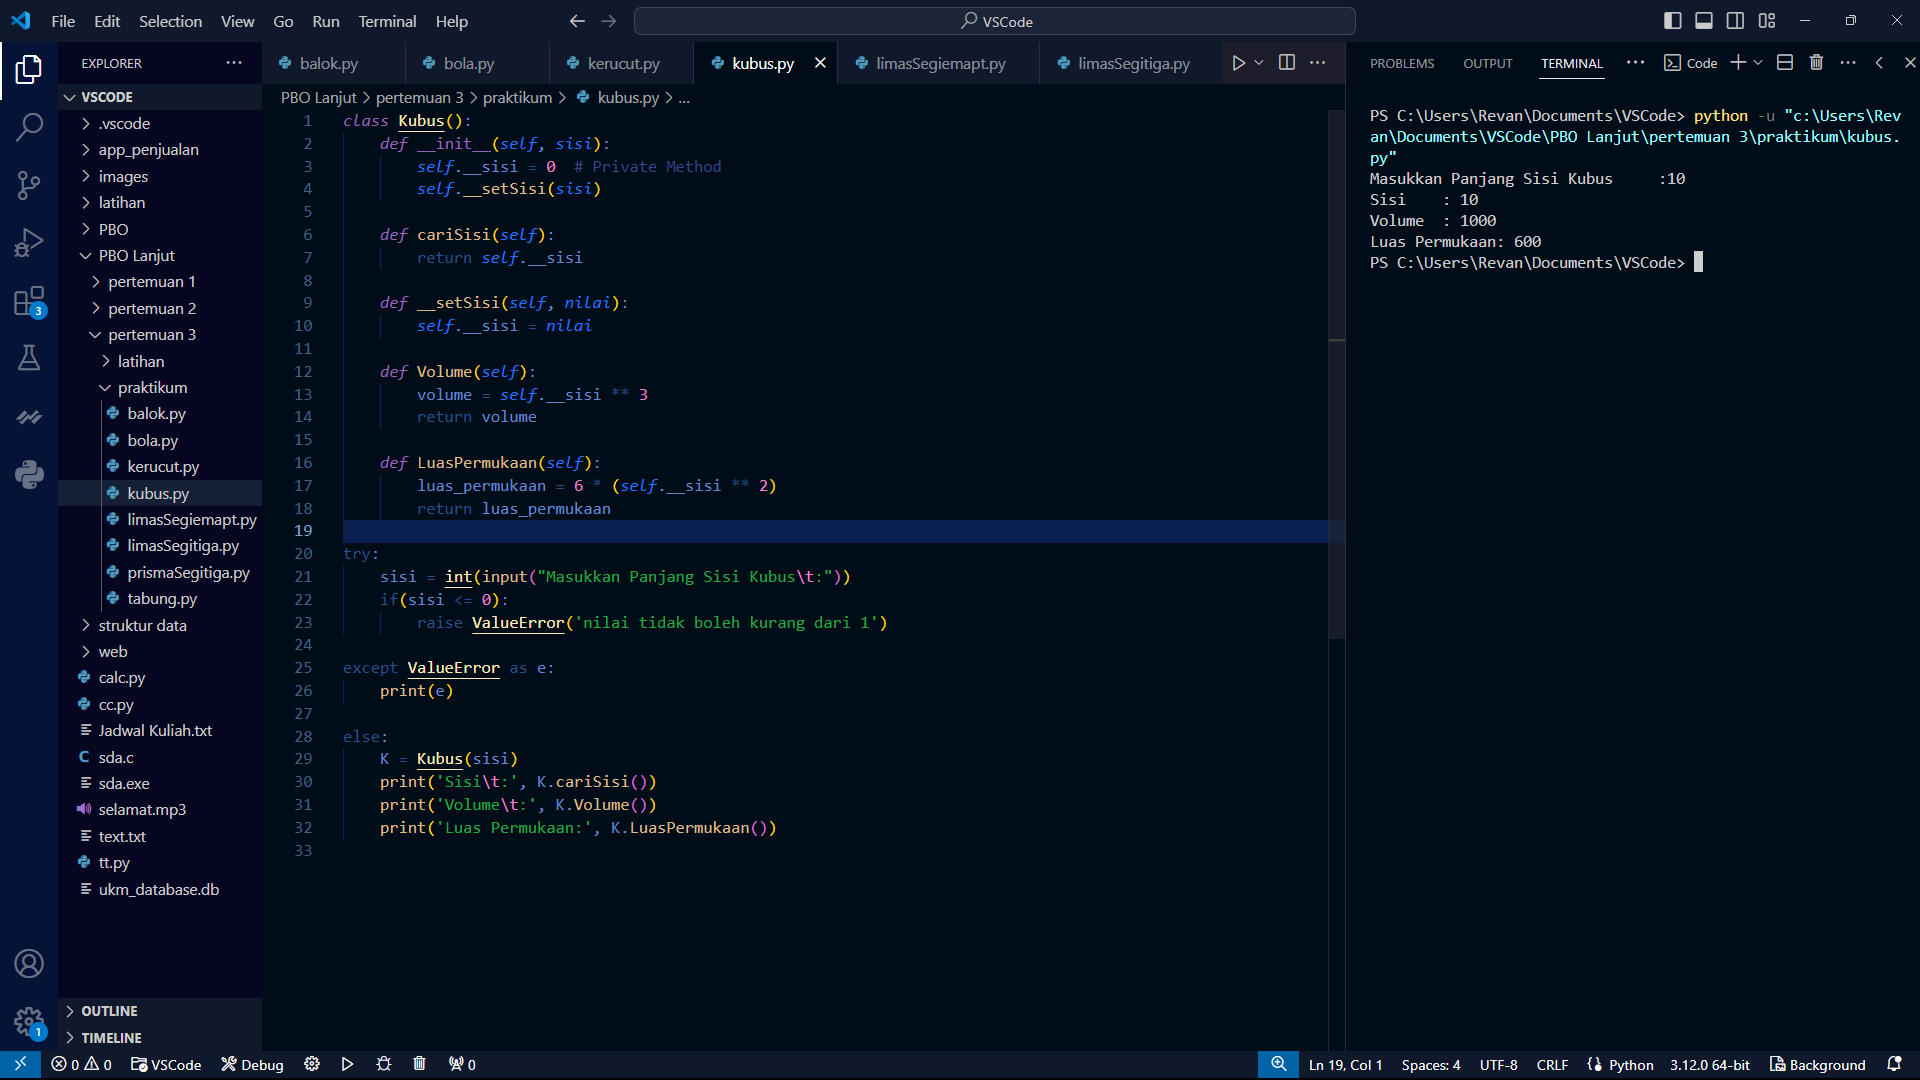 File Edit Selection View Go Run Terminal Help
VSCode
EXPLORER
VSCODE
.vscode
app_penjualan
images
latihan
PBO
PBO Lanjut
pertemuan 1
pertemuan 2
pertemuan 3
latihan
praktikum
balok.py
bola.py
kerucut.py
kubus.py
limasSegiemapt.py
limasSegitiga.py
prismaSegitiga.py
tabung.py
struktur data
web
calc.py
cc.py
Jadwal Kuliah.txt
C sda.c
sda.exe
selamat.mp3
text.txt
tt.py
ukm_database.db
OUTLINE
TIMELINE
3
1
balok.py bola.py kerucut.py kubus.py limasSegiemapt.py limasSegitiga.py
PBO Lanjut > pertemuan 3 > praktikum > kubus.py > ...
1 class Kubus():
2     def __init__(self, sisi):
3         self.__sisi = 0  # Private Method
4         self.__setSisi(sisi)
5
6     def cariSisi(self):
7         return self.__sisi
8
9     def __setSisi(self, nilai):
10         self.__sisi = nilai
11
12     def Volume(self):
13         volume = self.__sisi ** 3
14         return volume
15
16     def LuasPermukaan(self):
17         luas_permukaan = 6 * (self.__sisi ** 2)
18         return luas_permukaan
19
20 try:
21     sisi = int(input("Masukkan Panjang Sisi Kubus\t:"))
22     if(sisi <= 0):
23         raise ValueError('nilai tidak boleh kurang dari 1')
24
25 except ValueError as e:
26     print(e)
27
28 else:
29     K = Kubus(sisi)
30     print('Sisi\t:', K.cariSisi())
31     print('Volume\t:', K.Volume())
32     print('Luas Permukaan:', K.LuasPermukaan())
33
PROBLEMS OUTPUT TERMINAL ... Code
PS C:\Users\Revan\Documents\VSCode> python -u "c:\Users\Rev
an\Documents\VSCode\PBO Lanjut\pertemuan 3\praktikum\kubus.
py"
Masukkan Panjang Sisi Kubus     :10
Sisi    : 10
Volume  : 1000
Luas Permukaan: 600
PS C:\Users\Revan\Documents\VSCode>
0 0 VSCode Debug 0 Ln 19, Col 1 Spaces: 4 UTF-8 CRLF Python 3.12.0 64-bit Background